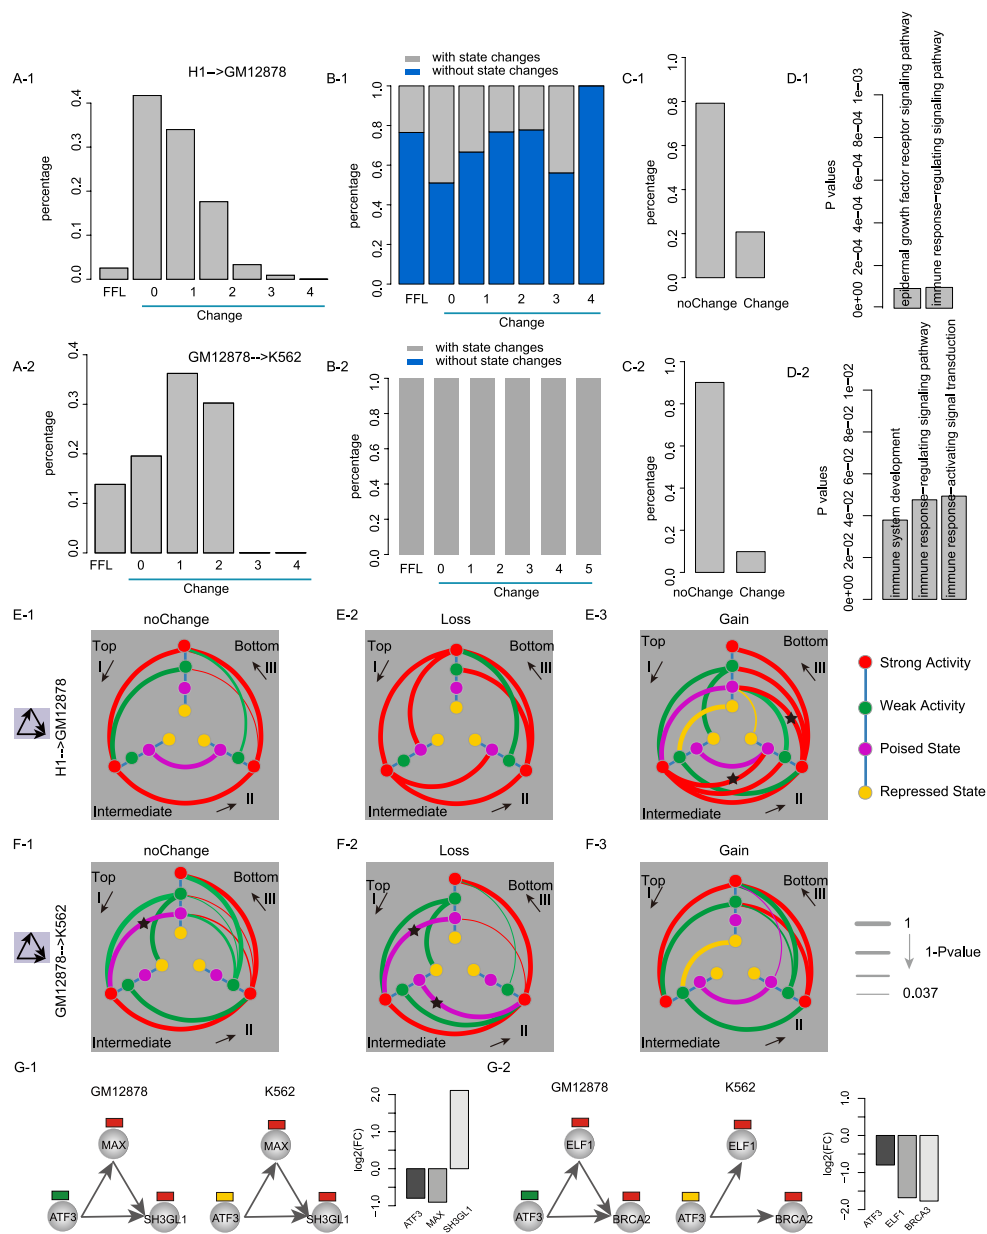 A-1
H1-->GM12878
percentage
0.0 0.1 0.2 0.3 0.4
FFL 0 1 2 3 4
Change
B-1
with state changes
without state changes
percentage
0.0 0.2 0.4 0.6 0.8 1.0
FFL 0 1 2 3 4
Change
C-1
percentage
0.0 0.2 0.4 0.6 0.8 1.0
noChange Change
D-1
P values
0e+00 2e-04 4e-04 6e-04 8e-04 1e-03
epidermal growth factor receptor signaling pathway
immune response-regulating signaling pathway
A-2
GM12878-->K562
percentage
0.0 0.1 0.2 0.3 0.4
FFL 0 1 2 3 4
Change
B-2
with state changes
without state changes
percentage
0.0 0.2 0.4 0.6 0.8 1.0
FFL 0 1 2 3 4 5
Change
C-2
percentage
0.0 0.2 0.4 0.6 0.8 1.0
noChange Change
D-2
P values
0e+00 2e-02 4e-02 6e-02 8e-02 1e-02
immune system development
immune response-regulating signaling pathway
immune response-activating signal transduction
E-1
noChange
Top
I
Bottom
III
Intermediate
II
H1-->GM12878
E-2
Loss
Top
I
Bottom
III
Intermediate
II
E-3
Gain
Top
I
Bottom
III
Intermediate
II
Strong Activity
Weak Activity
Poised State
Repressed State
F-1
noChange
Top
I
Bottom
III
Intermediate
II
GM12878-->K562
F-2
Loss
Top
I
Bottom
III
Intermediate
II
F-3
Gain
Top
I
Bottom
III
Intermediate
II
1
1-Pvalue
0.037
G-1
GM12878
MAX
ATF3
SH3GL1
K562
MAX
ATF3
SH3GL1
log2(FC)
-1.0 0.0 1.0 2.0
ATF3 MAX SH3GL1
G-2
GM12878
ELF1
ATF3
BRCA2
K562
ELF1
ATF3
BRCA2
log2(FC)
-2.0 -1.5 -1.0 0.0
ATF3 ELF1 BRCA3